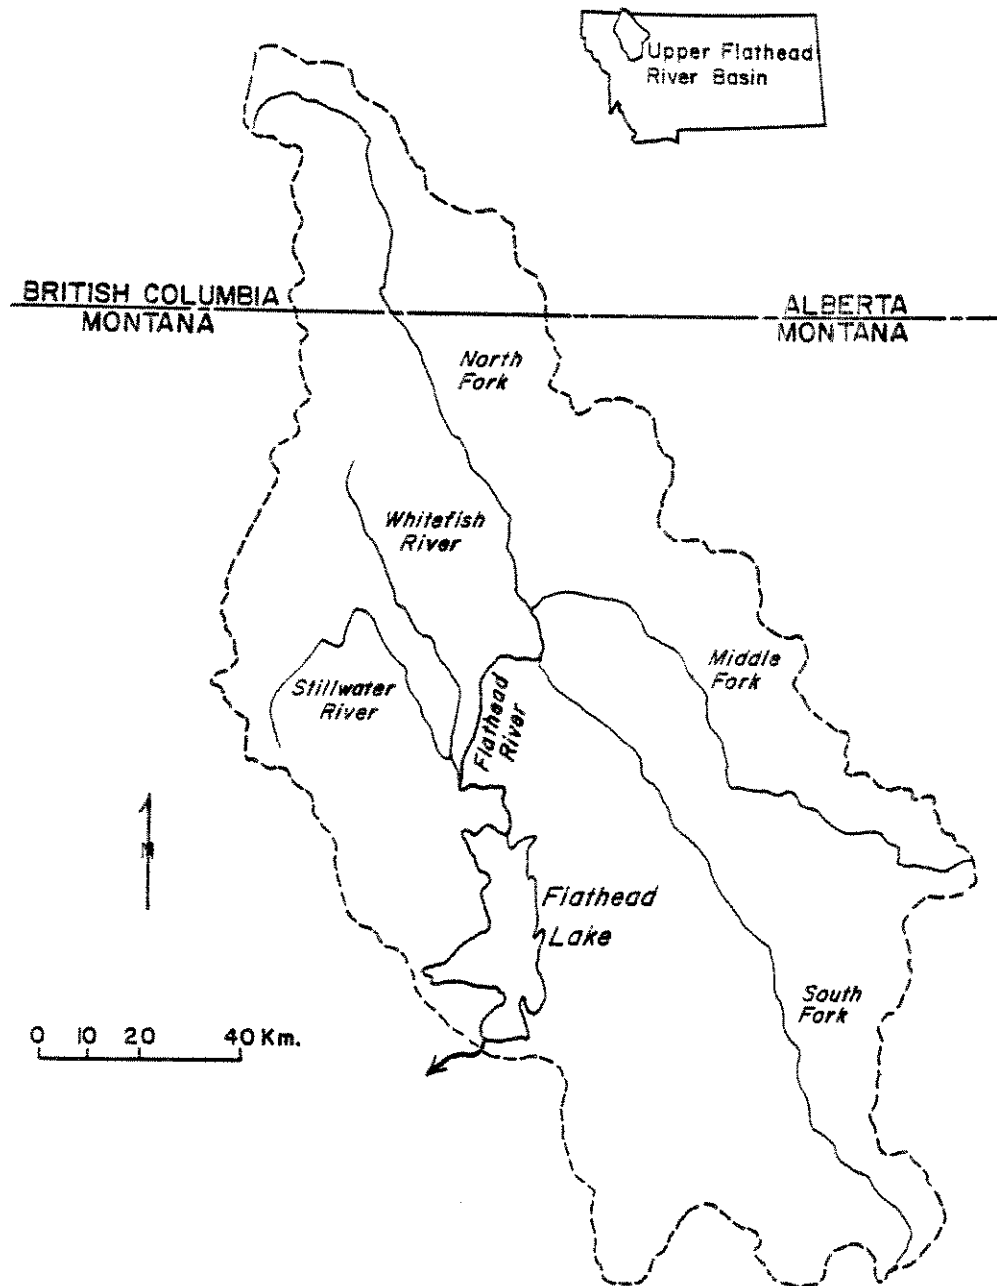 Upper Flathead
River Basin
BRITISH COLUMBIA
MONTANA
ALBERTA
MONTANA
North
Fork
Whitefish
River
Stillwater
River
Flathead
River
Middle
Fork
N
Flathead
Lake
South
Fork
0 10 20 40 Km.